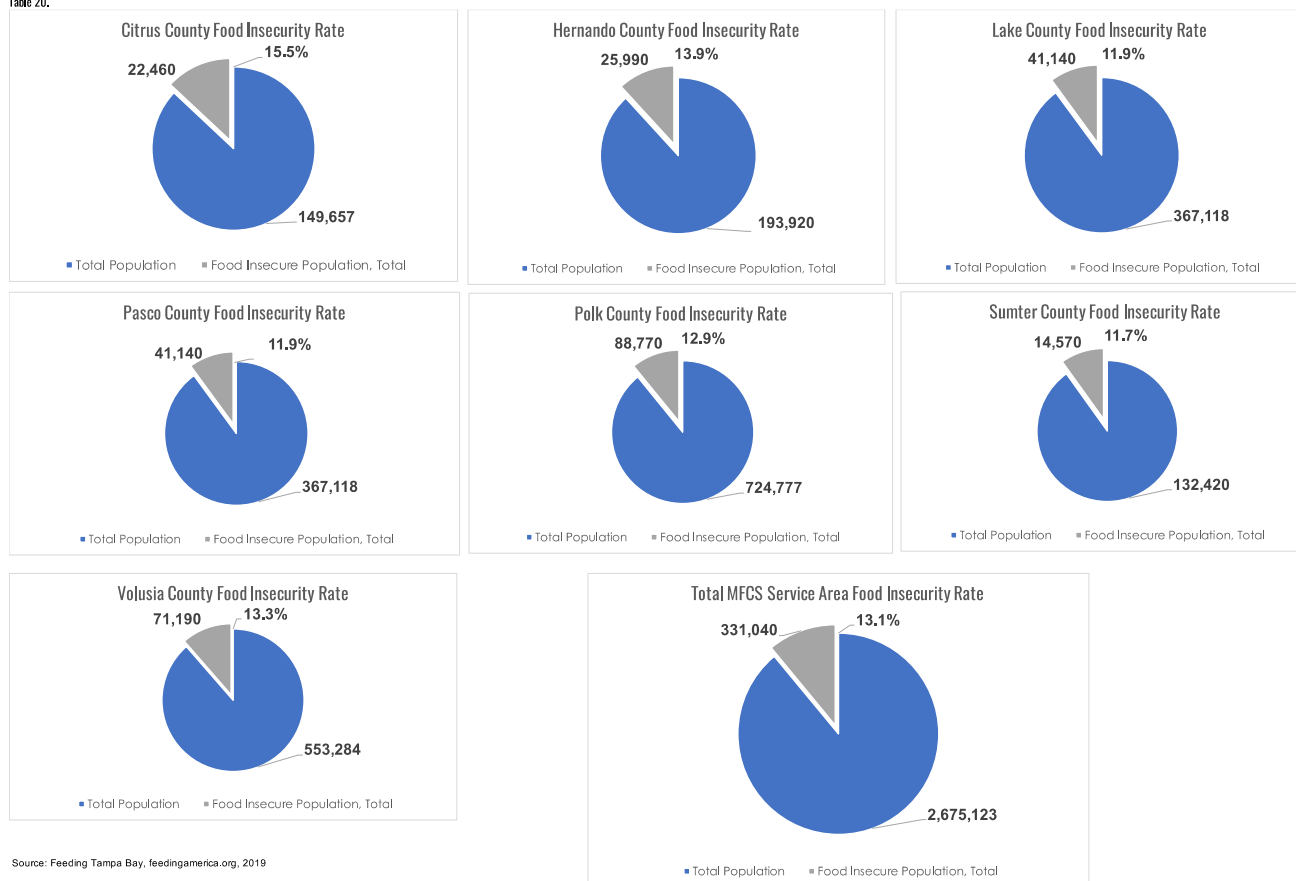 Table 20.
Citrus County Food Insecurity Rate
22,460
15.5%
149,657
Total Population
Food Insecure Population, Total
Hernando County Food Insecurity Rate
25,990
13.9%
193,920
Total Population
Food Insecure Population, Total
Lake County Food Insecurity Rate
41,140
11.9%
367,118
Total Population
Food Insecure Population, Total
Pasco County Food Insecurity Rate
41,140
11.9%
367,118
Total Population
Food Insecure Population, Total
Polk County Food Insecurity Rate
88,770
12.9%
724,777
Total Population
Food Insecure Population, Total
Sumter County Food Insecurity Rate
14,570
11.7%
132,420
Total Population
Food Insecure Population, Total
Volusia County Food Insecurity Rate
71,190
13.3%
553,284
Total Population
Food Insecure Population, Total
Total MFCS Service Area Food Insecurity Rate
331,040
13.1%
2,675,123
Total Population
Food Insecure Population, Total
Source: Feeding Tampa Bay, feedingamerica.org, 2019